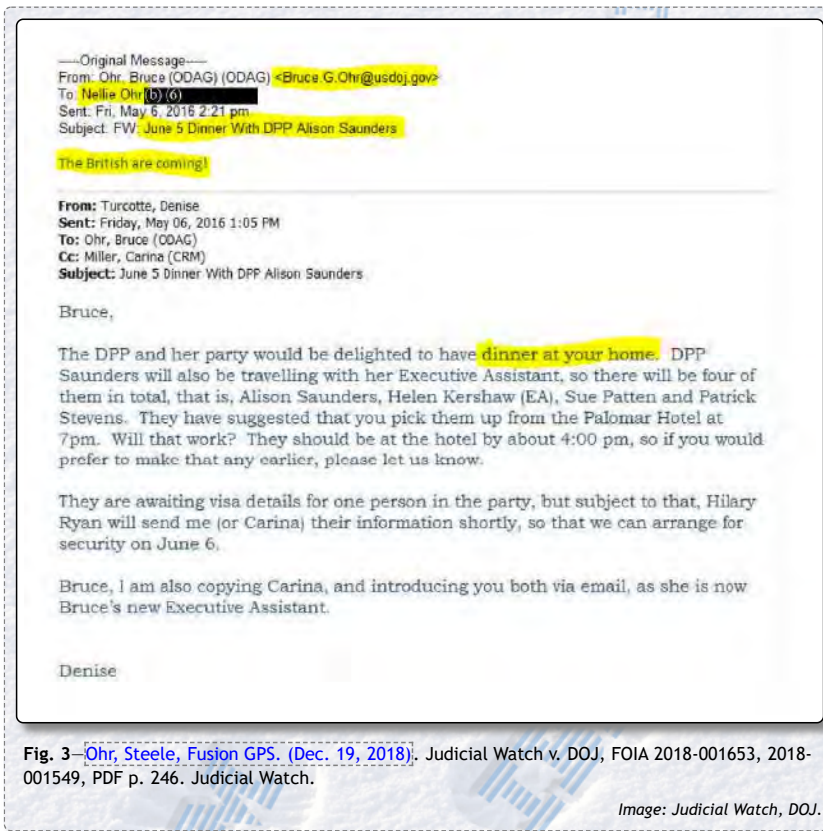 -----Original Message-----
From: Ohr, Bruce (ODAG) (ODAG) <Bruce.G.Ohr@usdoj.gov>
To: Nellie Ohr (b) (6)
Sent: Fri, May 6, 2016 2:21 pm
Subject: FW: June 5 Dinner With DPP Alison Saunders
The British are coming!
From: Turcotte, Denise
Sent: Friday, May 06, 2016 1:05 PM
To: Ohr, Bruce (ODAG)
Cc: Miller, Carina (CRM)
Subject: June 5 Dinner With DPP Alison Saunders
Bruce,
The DPP and her party would be delighted to have dinner at your home. DPP
Saunders will also be travelling with her Executive Assistant, so there will be four of
them in total, that is, Alison Saunders, Helen Kershaw (EA), Sue Patten and Patrick
Stevens. They have suggested that you pick them up from the Palomar Hotel at
7pm. Will that work? They should be at the hotel by about 4:00 pm, so if you would
prefer to make that any earlier, please let us know.
They are awaiting visa details for one person in the party, but subject to that, Hilary
Ryan will send me (or Carina) their information shortly, so that we can arrange for
security on June 6.
Bruce, I am also copying Carina, and introducing you both via email, as she is now
Bruce's new Executive Assistant.
Denise
Fig. 3—Ohr, Steele, Fusion GPS. (Dec. 19, 2018). Judicial Watch v. DOJ, FOIA 2018-001653, 2018-
001549, PDF p. 246. Judicial Watch.
Image: Judicial Watch, DOJ.